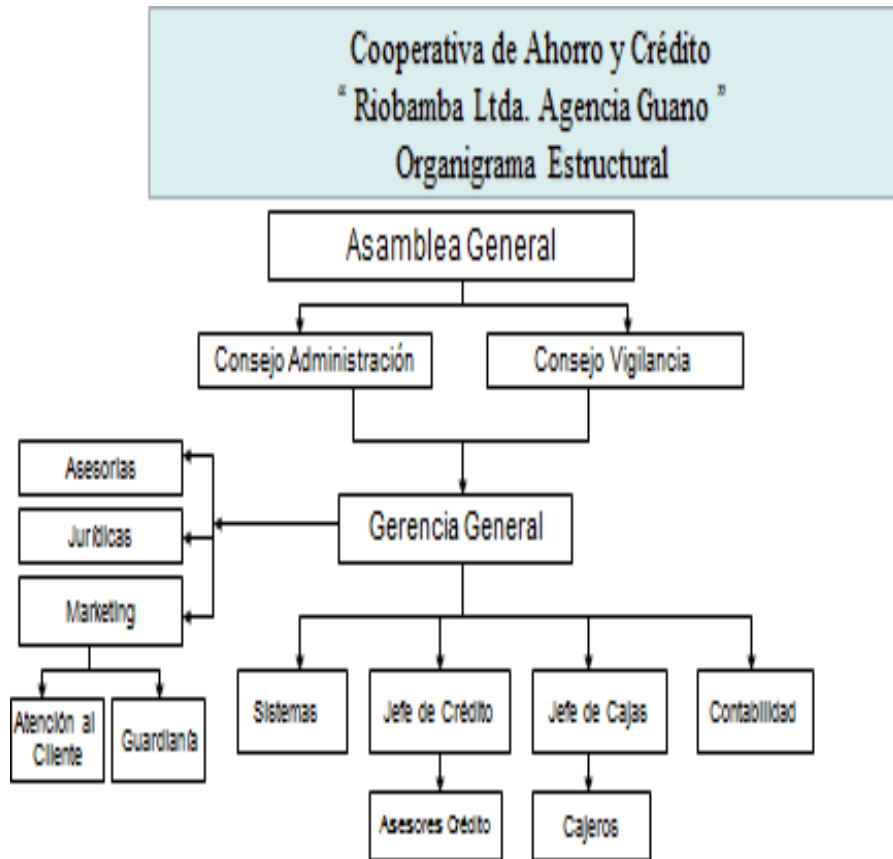 Cooperativa de Ahorro y Crédito
“ Riobamba Ltda. Agencia Guano ”
Organigrama Estructural
Asamblea General
Consejo Administración
Consejo Vigilancia
Asesorías
Jurídicas
Marketing
Gerencia General
Atención al
Cliente
Guardianía
Sistemas
Jefe de Crédito
Jefe de Cajas
Contabilidad
Asesores Crédito
Cajeros